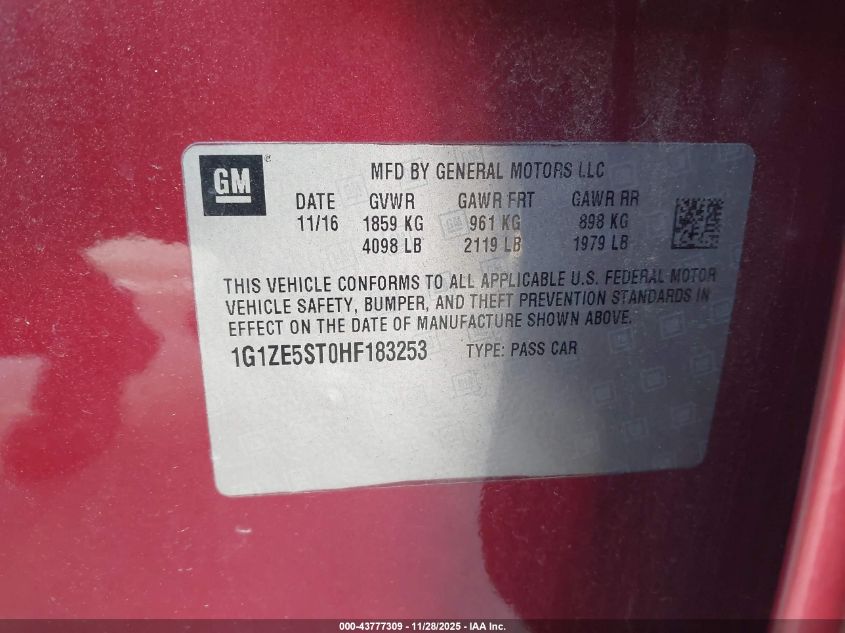 GM ®
MFD BY GENERAL MOTORS LLC
DATE GVWR GAWR FRT GAWR RR
11/16 1859 KG 961 KG 898 KG
4098 LB 2119 LB 1979 LB
THIS VEHICLE CONFORMS TO ALL APPLICABLE U.S. FEDERAL MOTOR
VEHICLE SAFETY, BUMPER, AND THEFT PREVENTION STANDARDS IN
EFFECT ON THE DATE OF MANUFACTURE SHOWN ABOVE.
1G1ZE5ST0HF183253 TYPE: PASS CAR
000-43777309 - 11/28/2025 - IAA Inc.